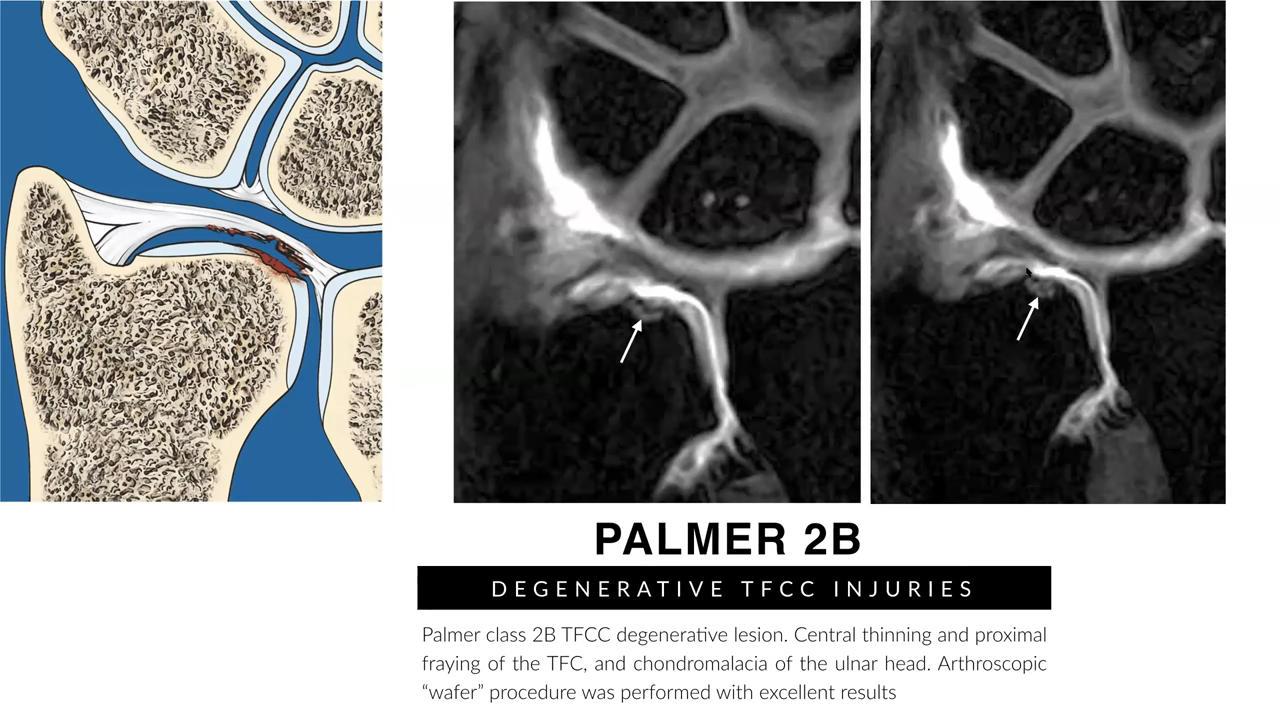 PALMER 2B
DEGENERATIVE TFCC INJURIES
Palmer class 2B TFCC degenerative lesion. Central thinning and proximal
fraying of the TFC, and chondromalacia of the ulnar head. Arthroscopic
“wafer” procedure was performed with excellent results